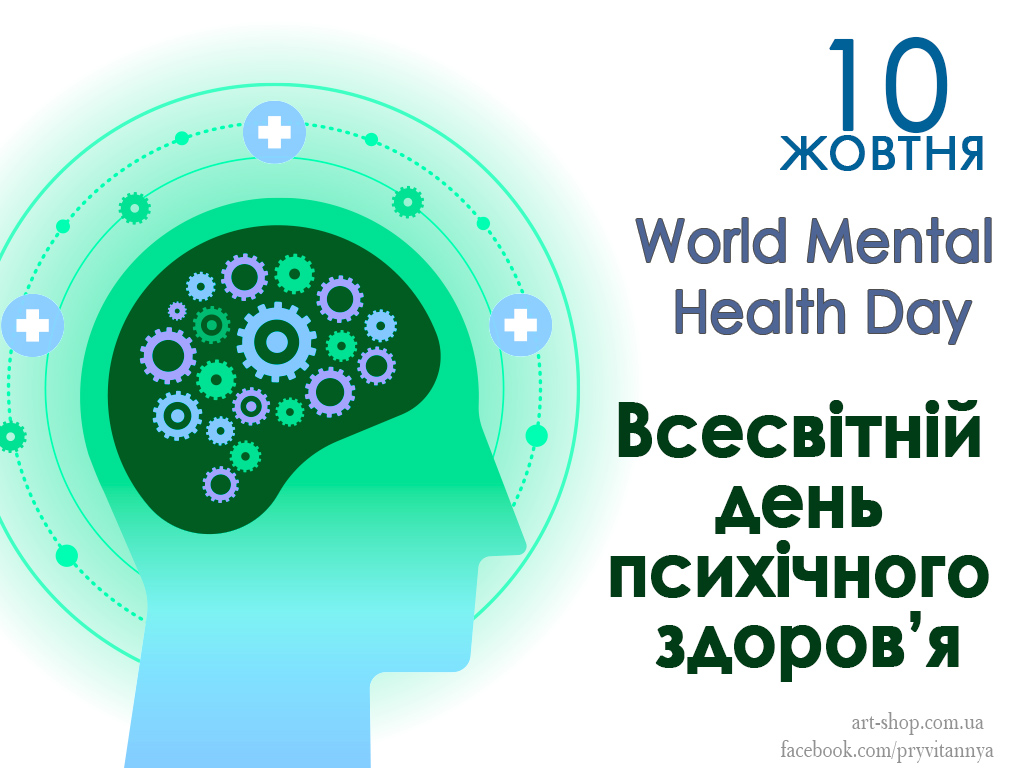 10
ЖОВТНЯ
World Mental
Health Day
Всесвітній
день
психічного
здоров’я
art-shop.com.ua
facebook.com/pryvitannya